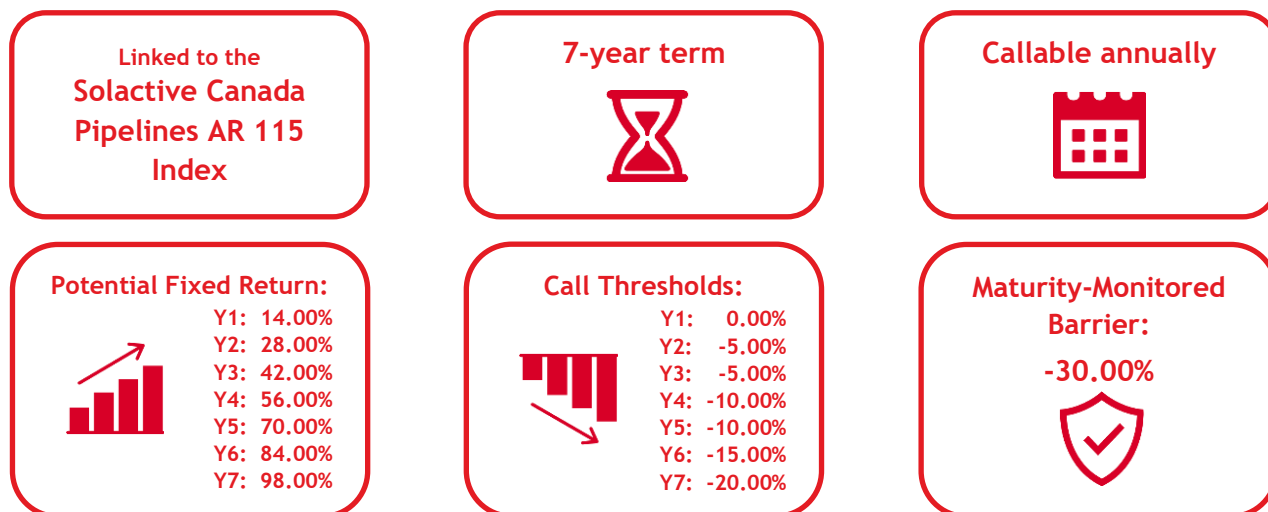 Linked to the
Solactive Canada
Pipelines AR 115
Index
7-year term
Callable annually
Potential Fixed Return:
Y1: 14.00%
Y2: 28.00%
Y3: 42.00%
Y4: 56.00%
Y5: 70.00%
Y6: 84.00%
Y7: 98.00%
Call Thresholds:
Y1: 0.00%
Y2: -5.00%
Y3: -5.00%
Y4: -10.00%
Y5: -10.00%
Y6: -15.00%
Y7: -20.00%
Maturity-Monitored
Barrier:
-30.00%